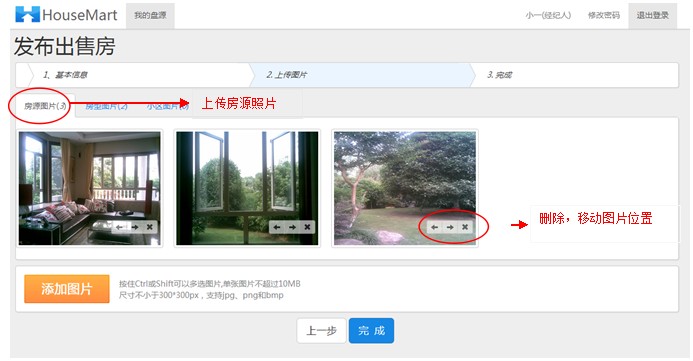 HouseMart
我的盘源
小一(经纪人)
修改密码
退出登录
发布出售房
1、基本信息
2.上传图片
3. 完成
房源图片(3)
房型图片(2)
小区图片
上传房源照片
删除，移动图片位置
添加图片
按住Ctrl或Shift可以多选图片,单张图片不超过10MB
尺寸不小于300*300px，支持jpg、png和bmp
上一步
完 成